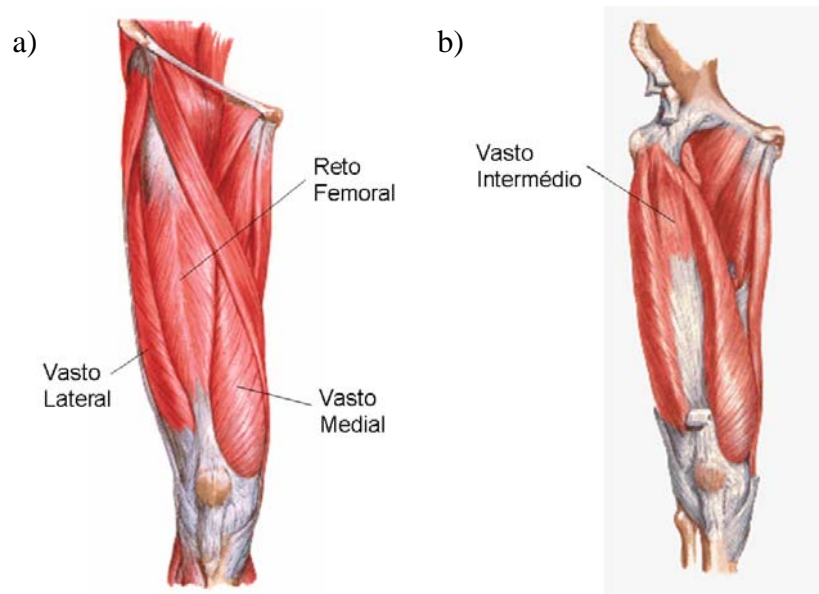 a)
Reto
Femoral
Vasto
Lateral
Vasto
Medial
b)
Vasto
Intermédio